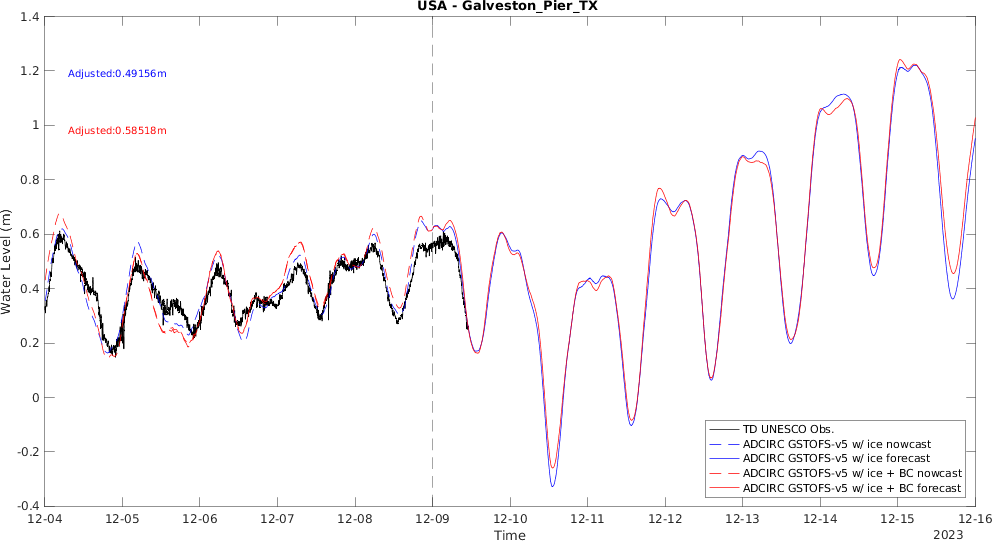 USA - Galveston_Pier_TX
1.4
1.2
1
0.8
0.6
0.4
0.2
0
-0.2
-0.4
Water Level (m)
Adjusted:0.49156m
Adjusted:0.58518m
TD UNESCO Obs.
ADCIRC GSTOFS-v5 w/ ice nowcast
ADCIRC GSTOFS-v5 w/ ice forecast
ADCIRC GSTOFS-v5 w/ ice + BC nowcast
ADCIRC GSTOFS-v5 w/ ice + BC forecast
12-04 12-05 12-06 12-07 12-08 12-09 12-10 12-11 12-12 12-13 12-14 12-15 12-16
Time
2023